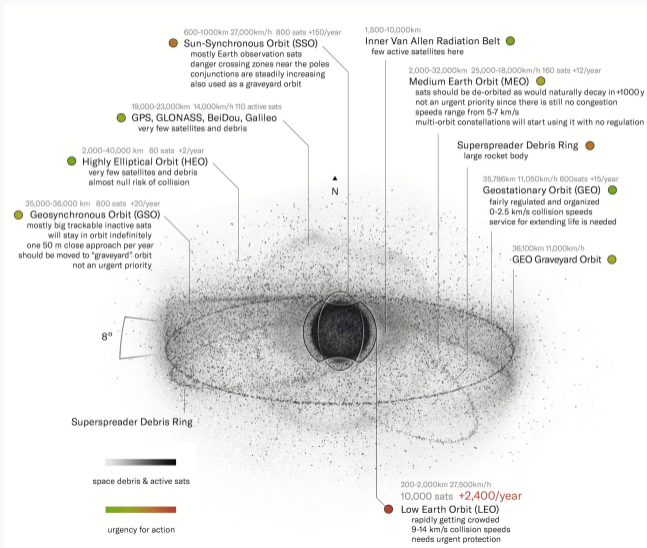 600-1000km 27,000km/h 800 sats +150/year
Sun-Synchronous Orbit (SSO)
mostly Earth observation sats
danger crossing zones near the poles
conjunctions are steadily increasing
also used as a graveyard orbit
1,500-10,000km
Inner Van Allen Radiation Belt
few active satellites here
2,000-32,000km 25,000-18,000km/h 160 sats +12/year
Medium Earth Orbit (MEO)
sats should be de-orbited as would naturally decay in +1000y
not an urgent priority since there is still no congestion
speeds range from 5-7 km/s
multi-orbit constellations will start using it with no regulation
19,000-23,000km 14,000km/h 110 active sats
GPS, GLONASS, BeiDou, Galileo
very few satellites and debris
Superspreader Debris Ring
large rocket body
2,000-40,000 km 60 sats +2/year
Highly Elliptical Orbit (HEO)
very few satellites and debris
almost null risk of collision
35,786km 11,050km/h 600sats +15/year
Geostationary Orbit (GEO)
fairly regulated and organized
0-2.5 km/s collision speeds
service for extending life is needed
35,000-36,000 km 800 sats +20/year
Geosynchronous Orbit (GSO)
mostly big trackable inactive sats
will stay in orbit indefinitely
one 50 m close approach per year
should be moved to "graveyard" orbit
not an urgent priority
36,100km 11,000km/h
GEO Graveyard Orbit
N
8°
Superspreader Debris Ring
space debris & active sats
urgency for action
200-2,000km 27,500km/h
10,000 sats +2,400/year
Low Earth Orbit (LEO)
rapidly getting crowded
9-14 km/s collision speeds
needs urgent protection